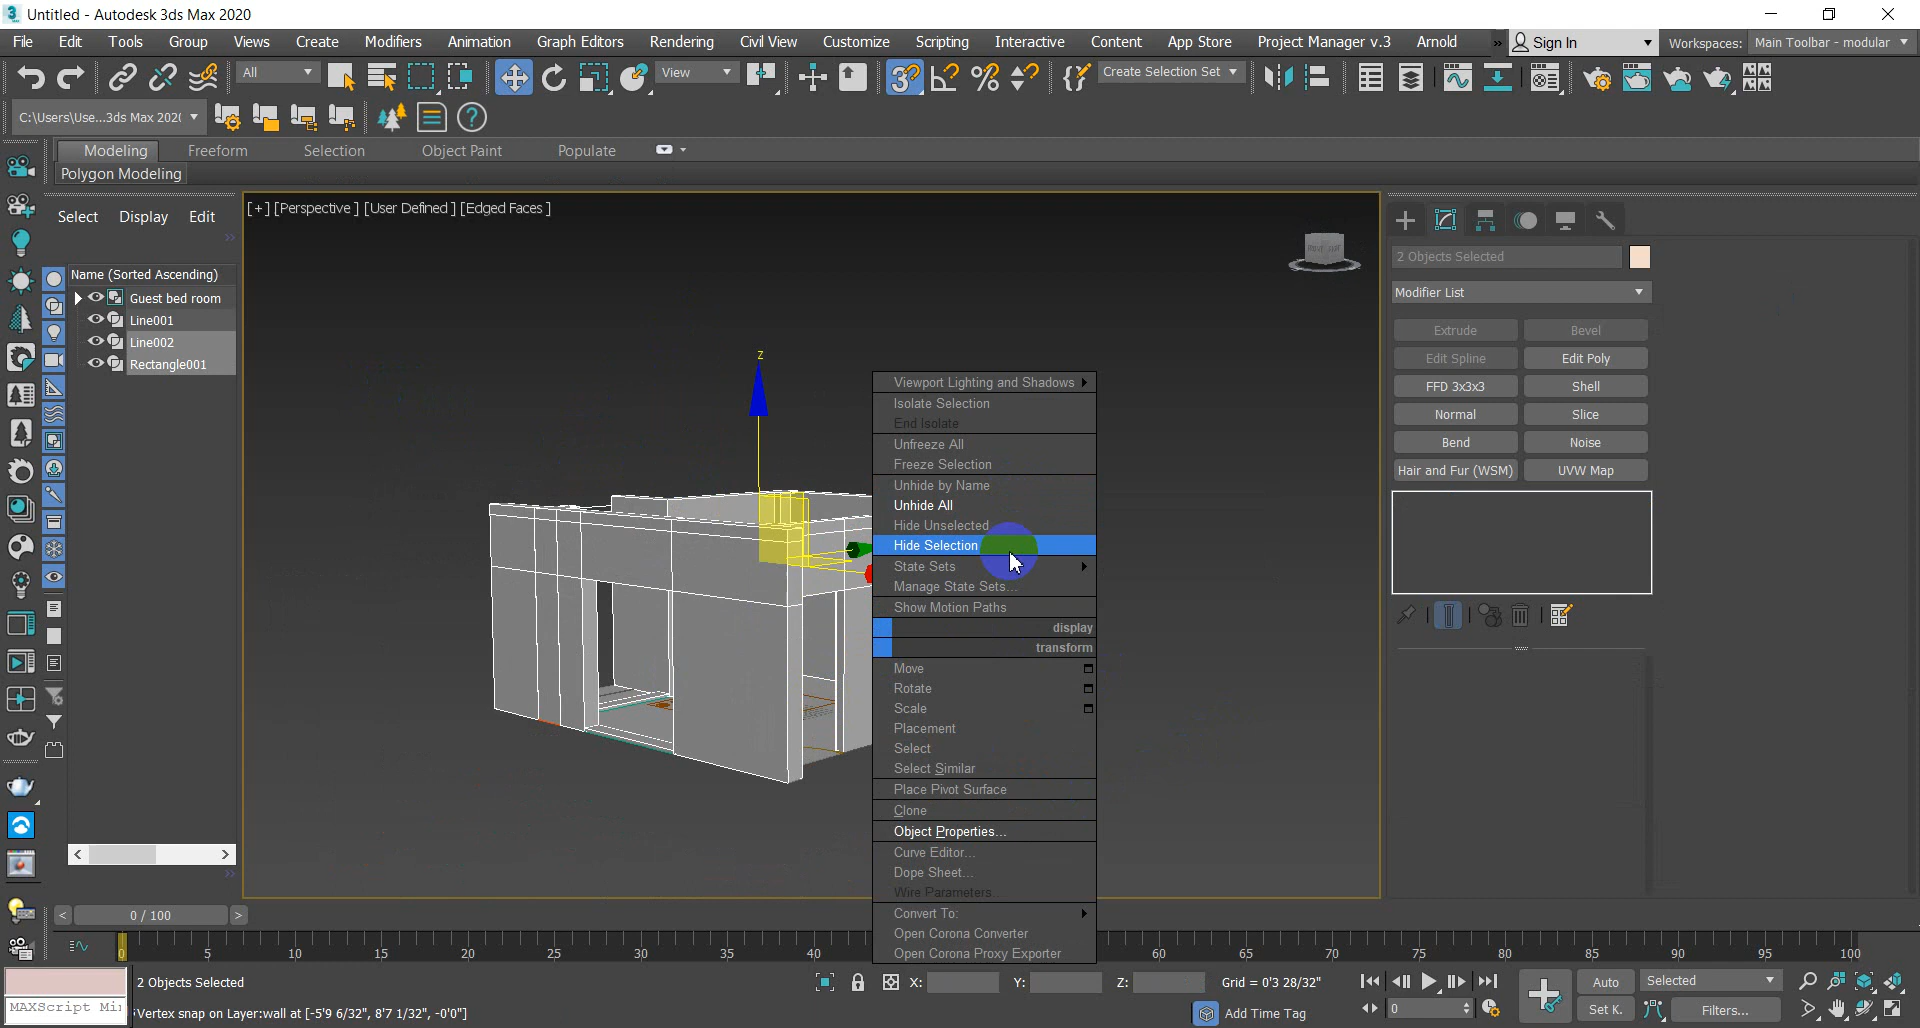 Untitled - Autodesk 3ds Max 2020
File Edit Tools Group Views Create Modifiers Animation Graph Editors Rendering Civil View Customize Scripting Interactive Content App Store Project Manager v.3 Arnold » Sign In Workspaces: Main Toolbar - modular
All View Create Selection Set
C:\Users\Use...3ds Max 202(
Modeling Freeform Selection Object Paint Populate
Polygon Modeling
Select Display Edit
[+] [Perspective ] [User Defined ] [Edged Faces ]
Name (Sorted Ascending)
Guest bed room
Line001
Line002
Rectangle001
2 Objects Selected
Modifier List
Extrude Bevel
Edit Spline Edit Poly
FFD 3x3x3 Shell
Normal Slice
Bend Noise
Hair and Fur (WSM) UVW Map
z
Viewport Lighting and Shadows
Isolate Selection
End Isolate
Unfreeze All
Freeze Selection
Unhide by Name
Unhide All
Hide Unselected
Hide Selection
State Sets
Manage State Sets...
Show Motion Paths
display
transform
Move
Rotate
Scale
Placement
Select
Select Similar
Place Pivot Surface
Clone
Object Properties...
Curve Editor...
Dope Sheet...
Wire Parameters...
Convert To:
Open Corona Converter
Open Corona Proxy Exporter
< 0 / 100 >
0 5 10 15 20 25 30 35 40 60 65 70 75 80 85 90 95 100
2 Objects Selected X: Y: Z: Grid = 0'3 28/32" Auto Selected
MAXScript Mi Vertex snap on Layer:wall at [-5'9 6/32", 8'7 1/32", -0'0"] Add Time Tag 0 Set K. Filters...